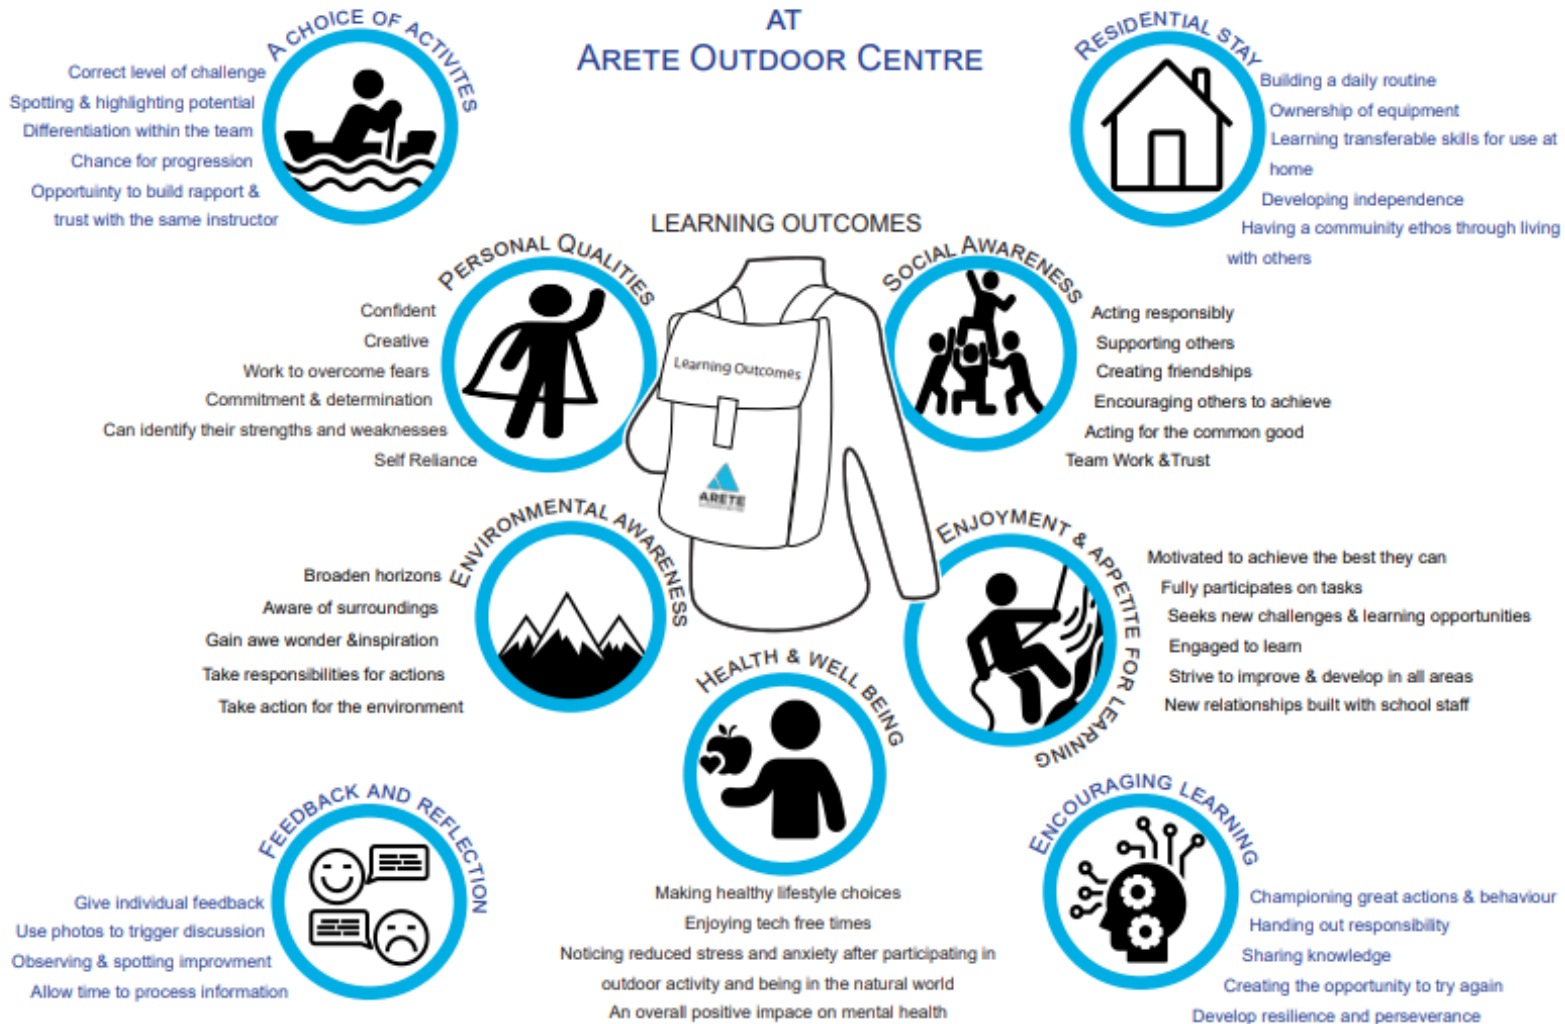 AT
ARETE OUTDOOR CENTRE
A CHOICE OF ACTIVITES
Correct level of challenge
Spotting & highlighting potential
Differentiation within the team
Chance for progression
Opportuinty to build rapport &
trust with the same instructor
RESIDENTIAL STAY
Building a daily routine
Ownership of equipment
Learning transferable skills for use at
home
Developing independence
Having a commuinity ethos through living
with others
LEARNING OUTCOMES
PERSONAL QUALITIES
Confident
Creative
Work to overcome fears
Commitment & determination
Can identify their strengths and weaknesses
Self Reliance
Learning Outcomes
ARETE
SOCIAL AWARENESS
Acting responsibly
Supporting others
Creating friendships
Encouraging others to achieve
Acting for the common good
Team Work &Trust
ENVIRONMENTAL AWARENESS
Broaden horizons
Aware of surroundings
Gain awe wonder &inspiration
Take responsibilities for actions
Take action for the environment
ENJOYMENT & APPETITE FOR LEARNING
Motivated to achieve the best they can
Fully participates on tasks
Seeks new challenges & learning opportunities
Engaged to learn
Strive to improve & develop in all areas
New relationships built with school staff
HEALTH & WELL BEING
Making healthy lifestyle choices
Enjoying tech free times
Noticing reduced stress and anxiety after participating in
outdoor activity and being in the natural world
An overall positive impace on mental health
FEEDBACK AND REFLECTION
Give individual feedback
Use photos to trigger discussion
Observing & spotting improvment
Allow time to process information
ENCOURAGING LEARNING
Championing great actions & behaviour
Handing out responsibility
Sharing knowledge
Creating the opportunity to try again
Develop resilience and perseverance